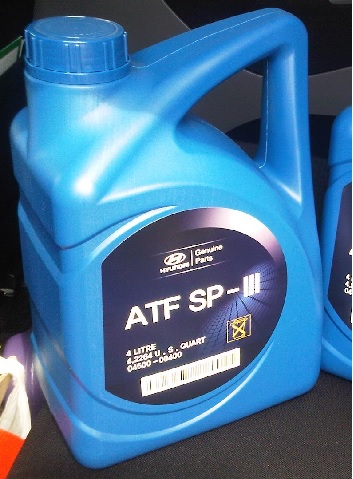 HYUNDAI
Genuine
Parts
ATF SP-III
4 LITRE
4.2264 U.S. QUART
04500-00400